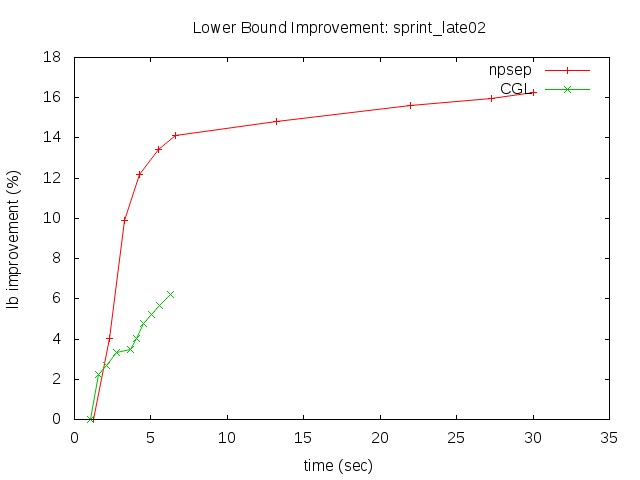 Lower Bound Improvement: sprint_late02
18
16
14
12
10
8
6
4
2
0
lb improvement (%)
npsep
CGL
0 5 10 15 20 25 30 35
time (sec)